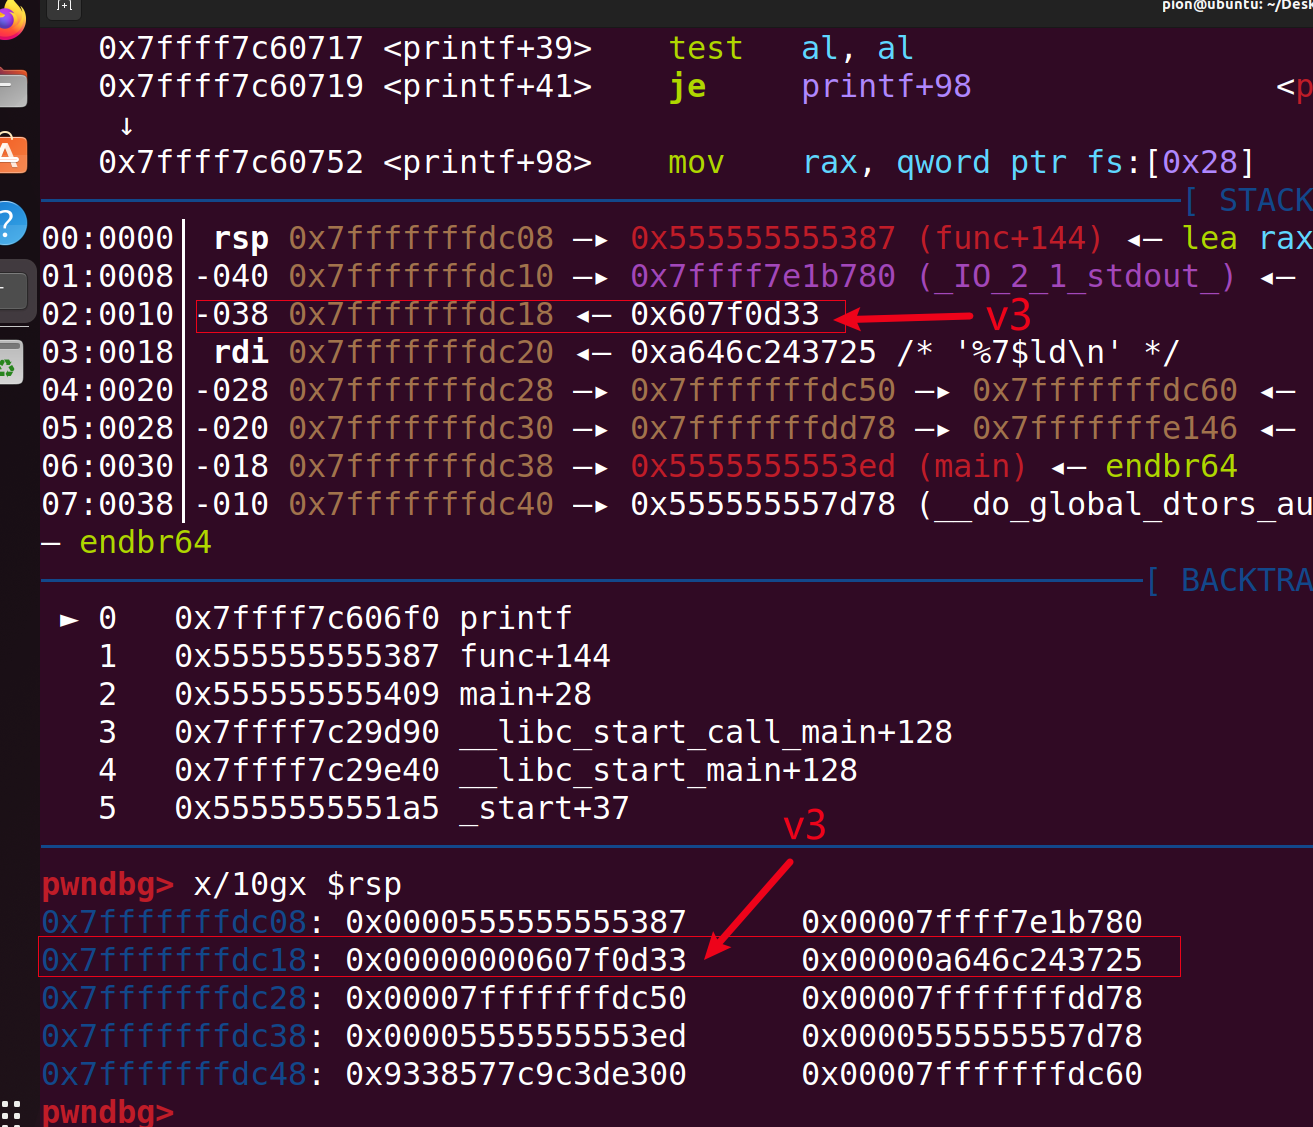 pion@ubuntu: ~/Desk
0x7ffff7c60717 <printf+39> test al, al
0x7ffff7c60719 <printf+41> je printf+98 <p
↓
0x7ffff7c60752 <printf+98> mov rax, qword ptr fs:[0x28]
[ STACK
00:0000│ rsp 0x7fffffffdc08 —▸ 0x555555555387 (func+144) ◂— lea rax
01:0008│-040 0x7fffffffdc10 —▸ 0x7ffff7e1b780 (_IO_2_1_stdout_) ◂—
02:0010│-038 0x7fffffffdc18 ◂— 0x607f0d33 v3
03:0018│ rdi 0x7fffffffdc20 ◂— 0xa646c243725 /* '%7$ld\n' */
04:0020│-028 0x7fffffffdc28 —▸ 0x7fffffffdc50 —▸ 0x7fffffffdc60 ◂—
05:0028│-020 0x7fffffffdc30 —▸ 0x7fffffffdd78 —▸ 0x7fffffffe146 ◂—
06:0030│-018 0x7fffffffdc38 —▸ 0x5555555553ed (main) ◂— endbr64
07:0038│-010 0x7fffffffdc40 —▸ 0x555555557d78 (__do_global_dtors_au
— endbr64
[ BACKTRA
► 0 0x7ffff7c606f0 printf
1 0x555555555387 func+144
2 0x555555555409 main+28
3 0x7ffff7c29d90 __libc_start_call_main+128
4 0x7ffff7c29e40 __libc_start_main+128
5 0x5555555551a5 _start+37
v3
pwndbg> x/10gx $rsp
0x7fffffffdc08: 0x0000555555555387 0x00007ffff7e1b780
0x7fffffffdc18: 0x00000000607f0d33 0x00000a646c243725
0x7fffffffdc28: 0x00007fffffffdc50 0x00007fffffffdd78
0x7fffffffdc38: 0x00005555555553ed 0x0000555555557d78
0x7fffffffdc48: 0x9338577c9c3de300 0x00007fffffffdc60
pwndbg>